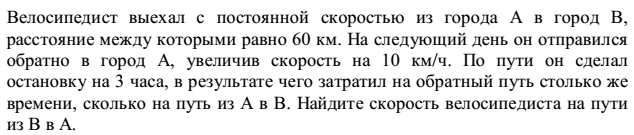 Велосипедист выехал с постоянной скоростью из города А в город В,
расстояние между которыми равно 60 км. На следующий день он отправился
обратно в город А, увеличив скорость на 10 км/ч. По пути он сделал
остановку на 3 часа, в результате чего затратил на обратный путь столько же
времени, сколько на путь из А в В. Найдите скорость велосипедиста на пути
из В в А.